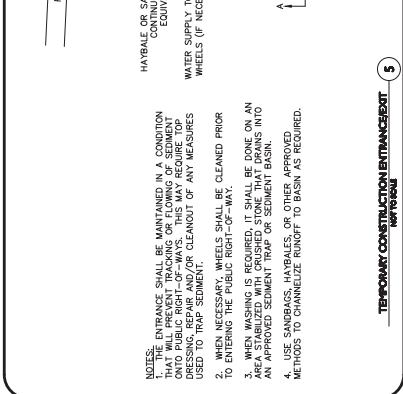 HAYBALE OR SA
CONTINU
EQUIV
WATER SUPPLY TO
WHEELS (IF NECE
A
NOTES:
1. THE ENTRANCE SHALL BE MAINTAINED IN A CONDITION
THAT WILL PREVENT TRACKING OR FLOWING OF SEDIMENT
ONTO PUBLIC RIGHT-OF-WAYS. THIS MAY REQUIRE TOP
DRESSING, REPAIR AND/OR CLEANOUT OF ANY MEASURES
USED TO TRAP SEDIMENT.
2. WHEN NECESSARY, WHEELS SHALL BE CLEANED PRIOR
TO ENTERING THE PUBLIC RIGHT-OF-WAY.
3. WHEN WASHING IS REQUIRED, IT SHALL BE DONE ON AN
AREA STABILIZED WITH CRUSHED STONE THAT DRAINS INTO
AN APPROVED SEDIMENT TRAP OR SEDIMENT BASIN.
4. USE SANDBAGS, HAYBALES, OR OTHER APPROVED
METHODS TO CHANNELIZE RUNOFF TO BASIN AS REQUIRED.
TEMPORARY CONSTRUCTION ENTRANCE/EXIT 5
NOT TO SCALE